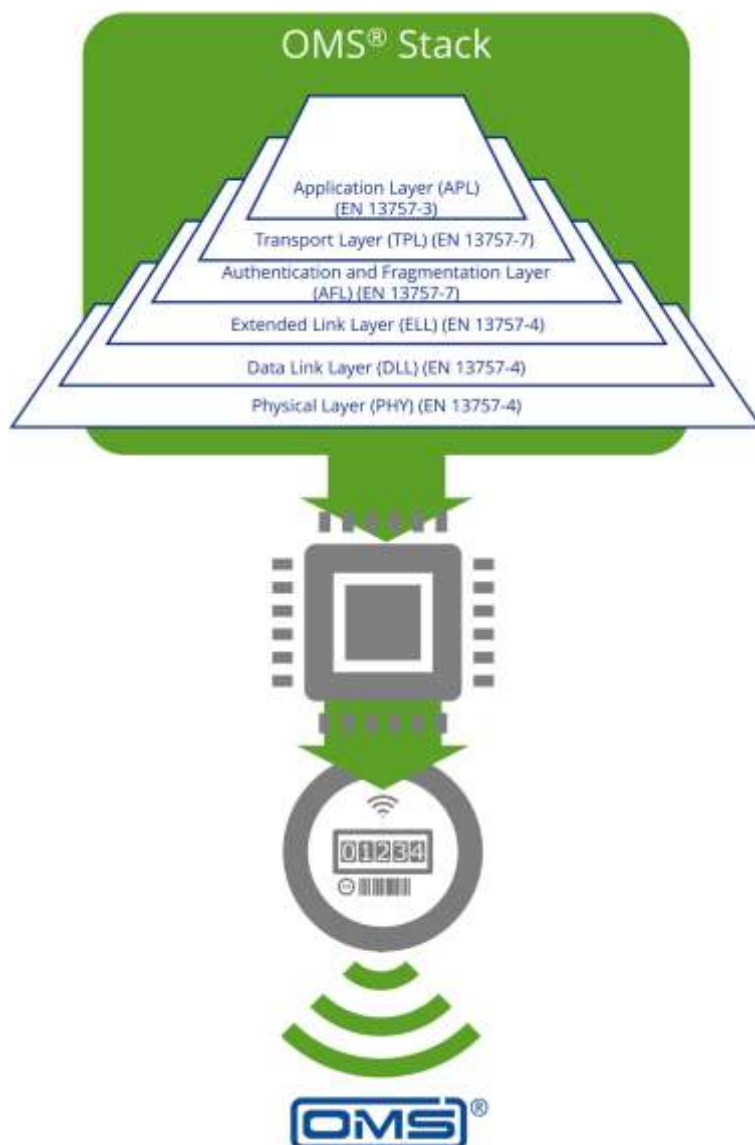 OMS® Stack
Application Layer (APL)
(EN 13757-3)
Transport Layer (TPL) (EN 13757-7)
Authentication and Fragmentation Layer
(AFL) (EN 13757-7)
Extended Link Layer (ELL) (EN 13757-4)
Data Link Layer (DLL) (EN 13757-4)
Physical Layer (PHY) (EN 13757-4)
01234
OMS®